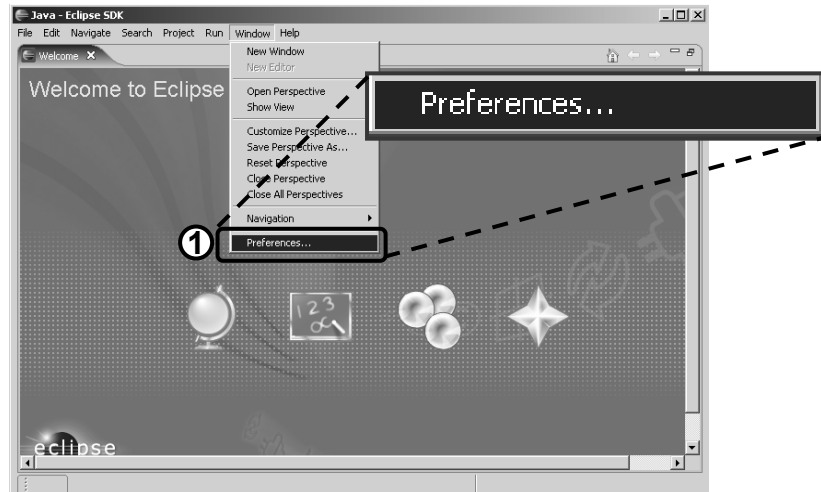 Java - Eclipse SDK
File Edit Navigate Search Project Run Window Help
Welcome
New Window
New Editor
Welcome to Eclipse
Open Perspective
Show View
Preferences...
Customize Perspective...
Save Perspective As...
Reset Perspective
Close Perspective
Close All Perspectives
Navigation
1
Preferences...
123
eclipse